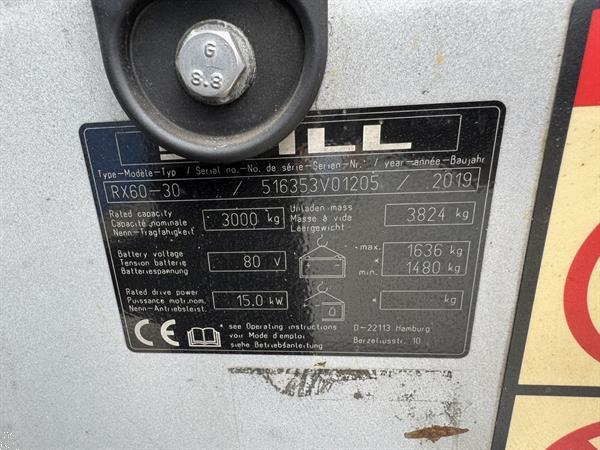 G
8.8
Type-Modèle-Typ / Serial no.-No. de série-Serien-Nr. / year-année-Baujahr
RX60-30 / 516353V01205 / 2019
Rated capacity
Capacité nominale
Nenn-Tragfähigkeit
3000 kg
Unladen mass
Masse à vide
Leergewicht
3824 kg
Battery voltage
Tension batterie
Batteriespannung
80 V
* max. 1636 kg
* min. 1480 kg
Rated drive power
Puissance motr.nom.
Nenn-Antriebsleist.
15.0 kW
0
* kg
CE
* see Operating instructions
voir Mode d'emploi
siehe Betriebsanleitung
D-22113 Hamburg
Berzeliusstr. 10